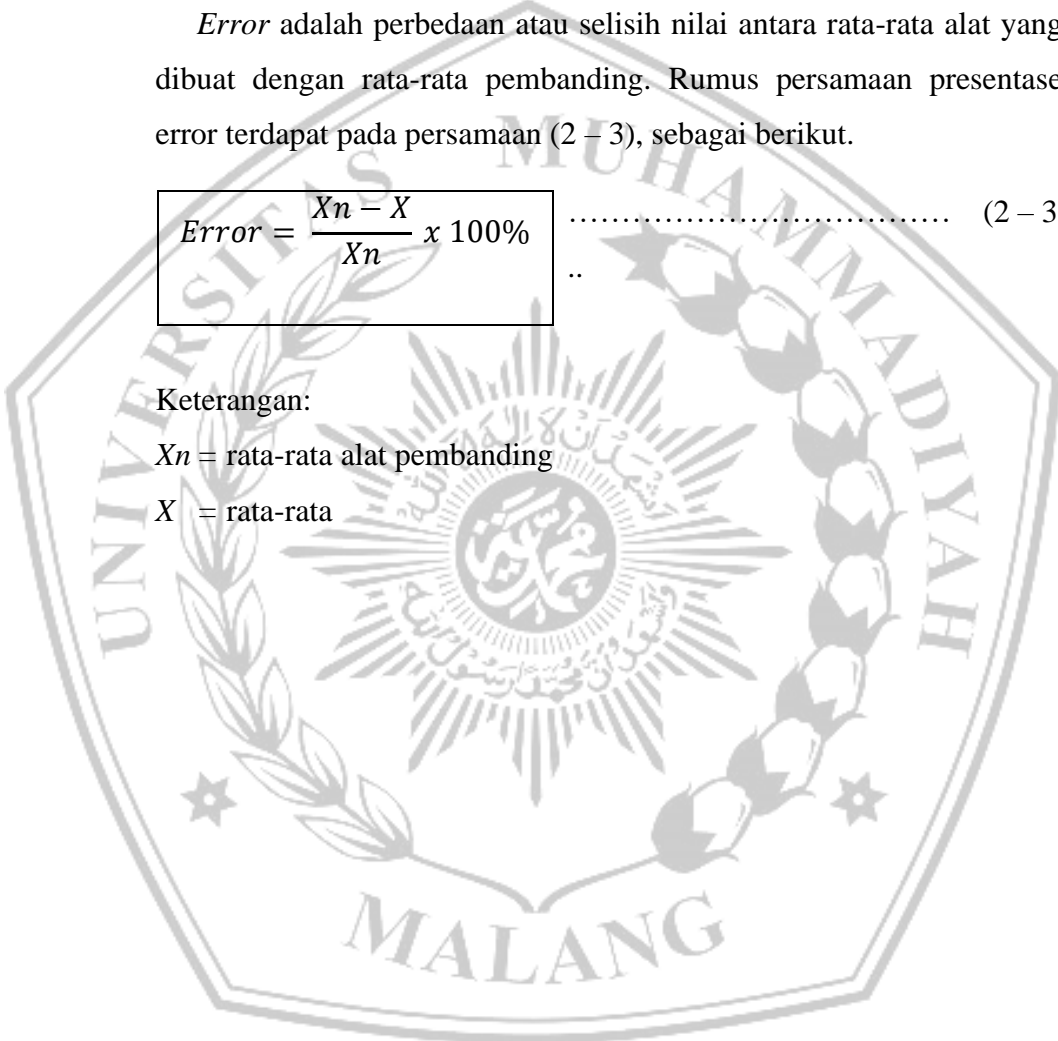 Error adalah perbedaan atau selisih nilai antara rata-rata alat yang
dibuat dengan rata-rata pembanding. Rumus persamaan presentase
error terdapat pada persamaan (2 – 3), sebagai berikut.
Error = \frac{Xn − X}{Xn} x 100% ……………………………… (2 – 3
..
Keterangan:
Xn = rata-rata alat pembanding
X = rata-rata
UNIVERSITAS MUHAMMADIYAH
MALANG